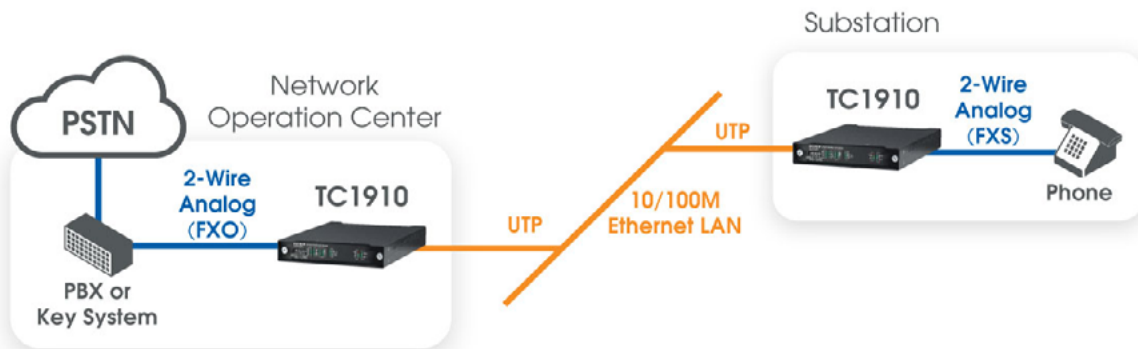 Substation
Network
Operation Center
PSTN
2-Wire
Analog
(FXO)
TC1910
UTP
10/100M
Ethernet LAN
UTP
TC1910
2-Wire
Analog
(FXS)
Phone
PBX or
Key System